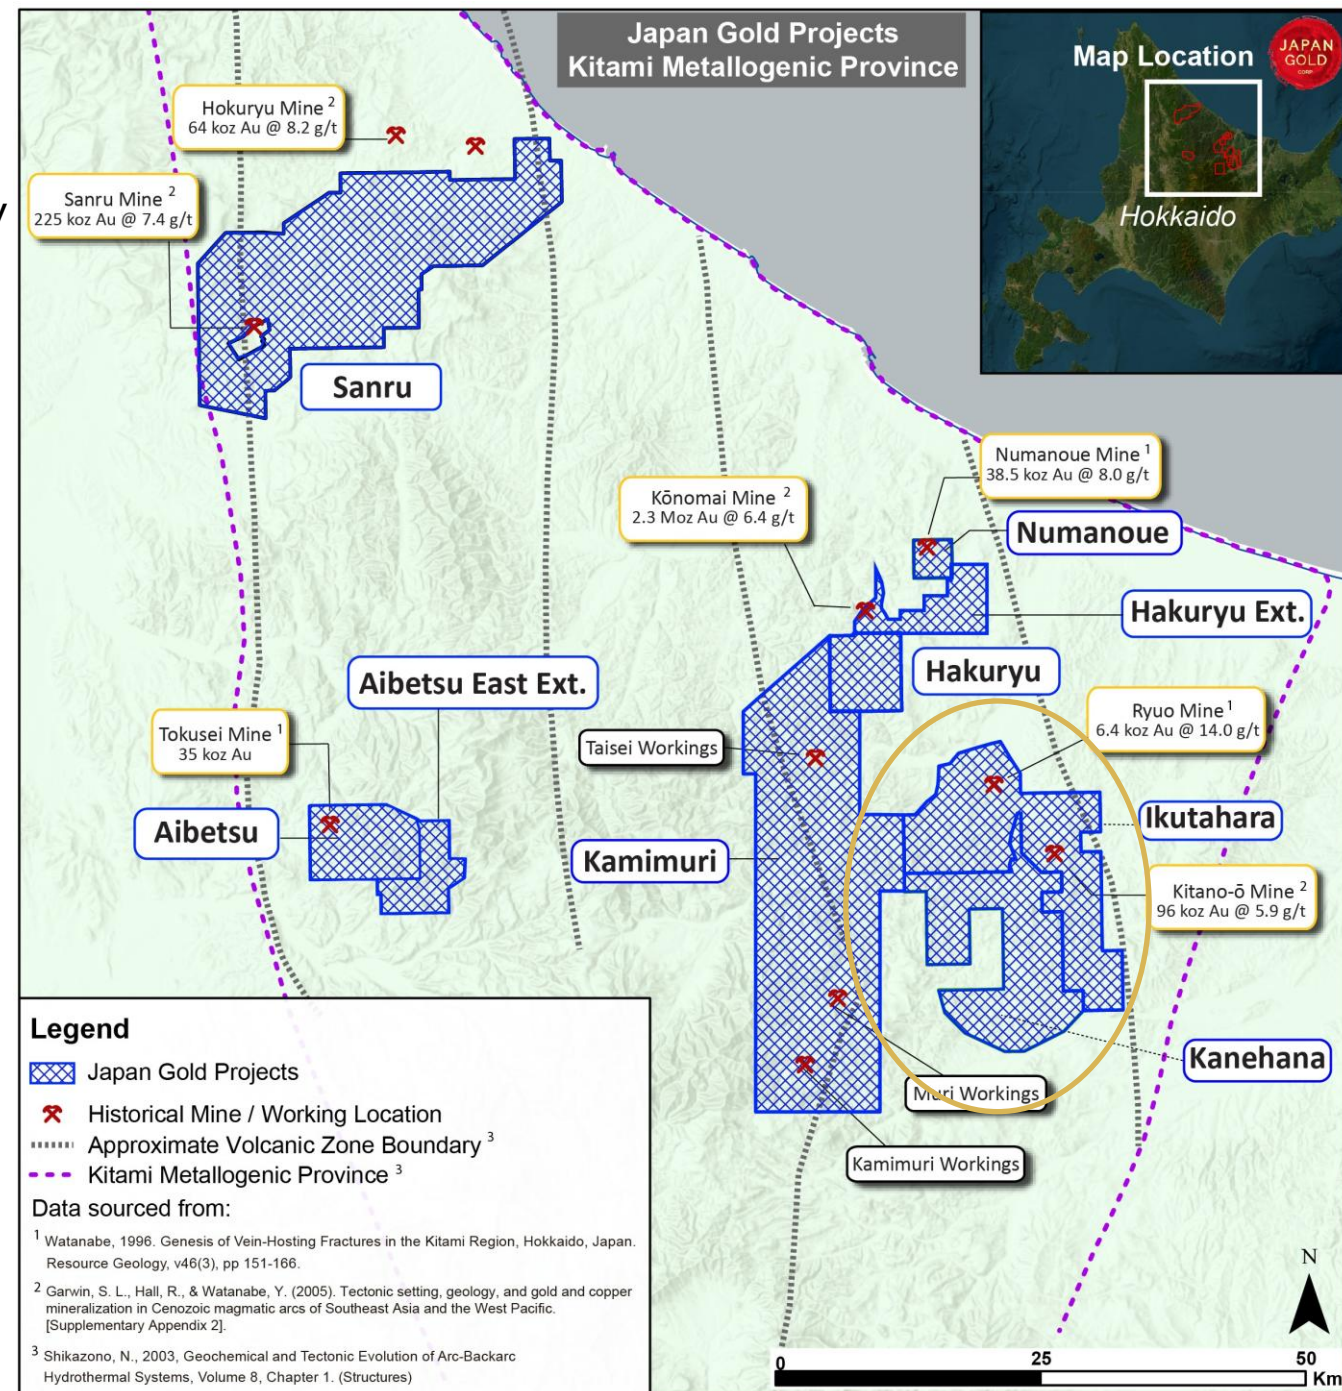 Japan Gold Projects
Kitami Metallogenic Province
Map Location
JAPAN
GOLD
CORP.
Hokkaido
Hokuryu Mine 2
64 koz Au @ 8.2 g/t
y
Sanru Mine 2
225 koz Au @ 7.4 g/t
Sanru
Numanoue Mine 1
38.5 koz Au @ 8.0 g/t
Kōnomai Mine 2
2.3 Moz Au @ 6.4 g/t
Numanoue
Hakuryu Ext.
Hakuryu
Aibetsu East Ext.
Ryuo Mine 1
6.4 koz Au @ 14.0 g/t
Tokusei Mine 1
35 koz Au
Taisei Workings
Aibetsu
Ikutahara
Kamimuri
Kitano-ō Mine 2
96 koz Au @ 5.9 g/t
Kanehana
Muri Workings
Kamimuri Workings
Legend
Japan Gold Projects
Historical Mine / Working Location
Approximate Volcanic Zone Boundary 3
Kitami Metallogenic Province 3
Data sourced from:
1 Watanabe, 1996. Genesis of Vein-Hosting Fractures in the Kitami Region, Hokkaido, Japan.
Resource Geology, v46(3), pp 151-166.
2 Garwin, S. L., Hall, R., & Watanabe, Y. (2005). Tectonic setting, geology, and gold and copper
mineralization in Cenozoic magmatic arcs of Southeast Asia and the West Pacific.
[Supplementary Appendix 2].
3 Shikazono, N., 2003, Geochemical and Tectonic Evolution of Arc-Backarc
Hydrothermal Systems, Volume 8, Chapter 1. (Structures)
N
0 25 50
Km